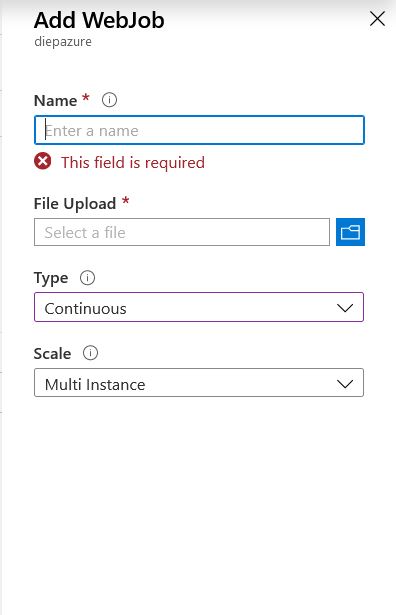 Add WebJob
diepazure
Name *
Enter a name
This field is required
File Upload *
Select a file
Type
Continuous
Scale
Multi Instance